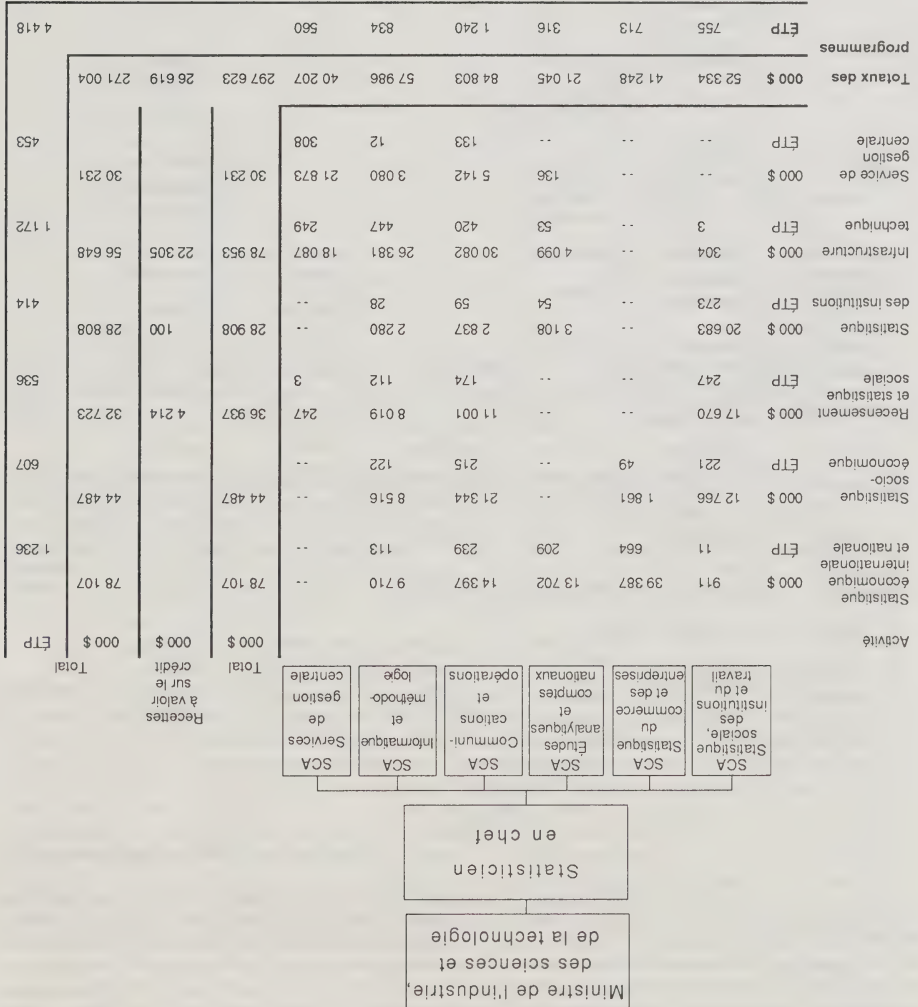 Ministre de l'industrie,
des sciences et
de la technologie
Statisticien
en chef
SCA
Statistique
sociale,
des
institutions
et du
travail
SCA
Statistique
du
commerce
et des
entreprises
SCA
Études
analytiques
et
comptes
nationaux
SCA
Communi-
cations
et
opérations
SCA
Informatique
et
méthodo-
logie
SCA
Services
de
gestion
centrale
Total
Recettes
à valoir
sur le
crédit
Total
Activité 000 $ 000 $ 000 $ ÉTP
Statistique
économique 000 $ 911 39 387 13 702 14 397 9 710 -- 78 107 78 107
internationale
et nationale ÉTP 11 664 209 239 113 -- 1 236
Statistique 000 $ 12 766 1 861 -- 21 344 8 516 -- 44 487 44 487
socio-
économique ÉTP 221 49 -- 215 122 -- 607
Recensement 000 $ 17 670 -- -- 11 001 8 019 247 36 937 4 214 32 723
et statistique
sociale ÉTP 247 -- -- 174 112 3 536
Statistique 000 $ 20 683 -- 3 108 2 837 2 280 -- 28 908 100 28 808
des institutions ÉTP 273 -- 54 59 28 -- 414
Infrastructure 000 $ 304 -- 4 099 30 082 26 381 18 087 78 953 22 305 56 648
technique ÉTP 3 -- 53 420 447 249 1 172
Service de 000 $ -- -- 136 5 142 3 080 21 873 30 231 30 231
gestion
centrale ÉTP -- -- -- 133 12 308 453
Totaux des 000 $ 52 334 41 248 21 045 84 803 57 986 40 207 297 623 26 619 271 004
programmes
ÉTP 755 713 316 1 240 834 560 4 418